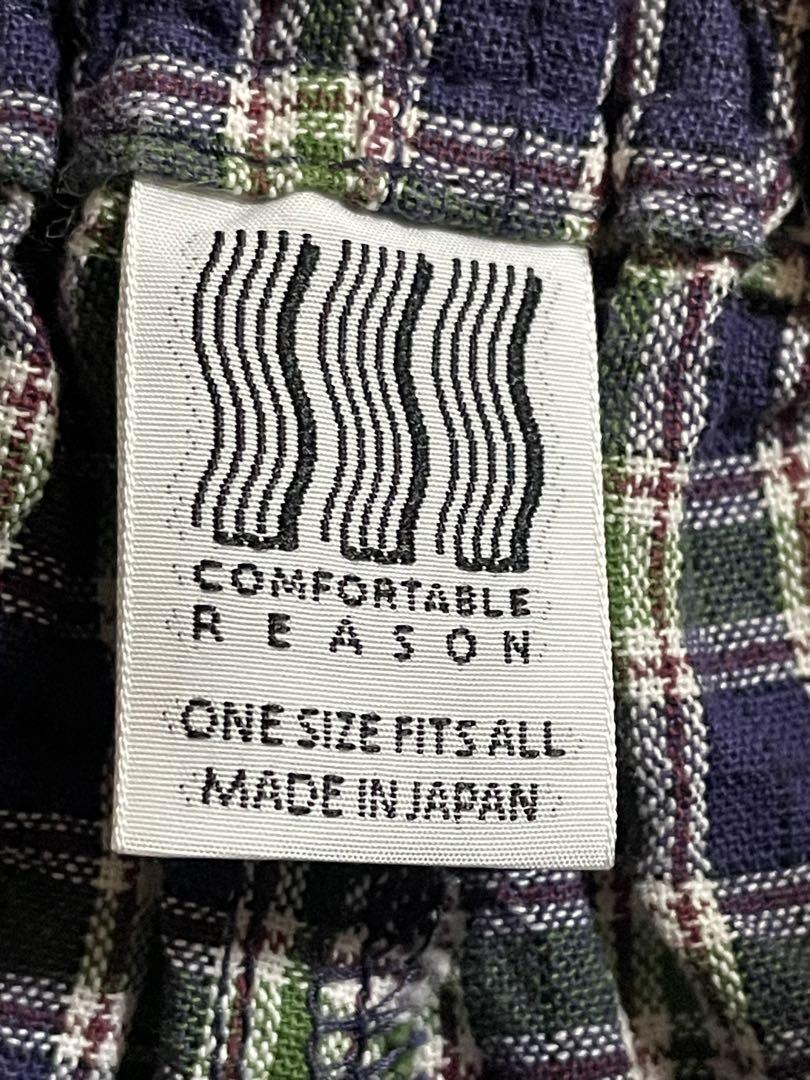 COMFORTABLE
REASON
ONE SIZE FITS ALL
MADE IN JAPAN